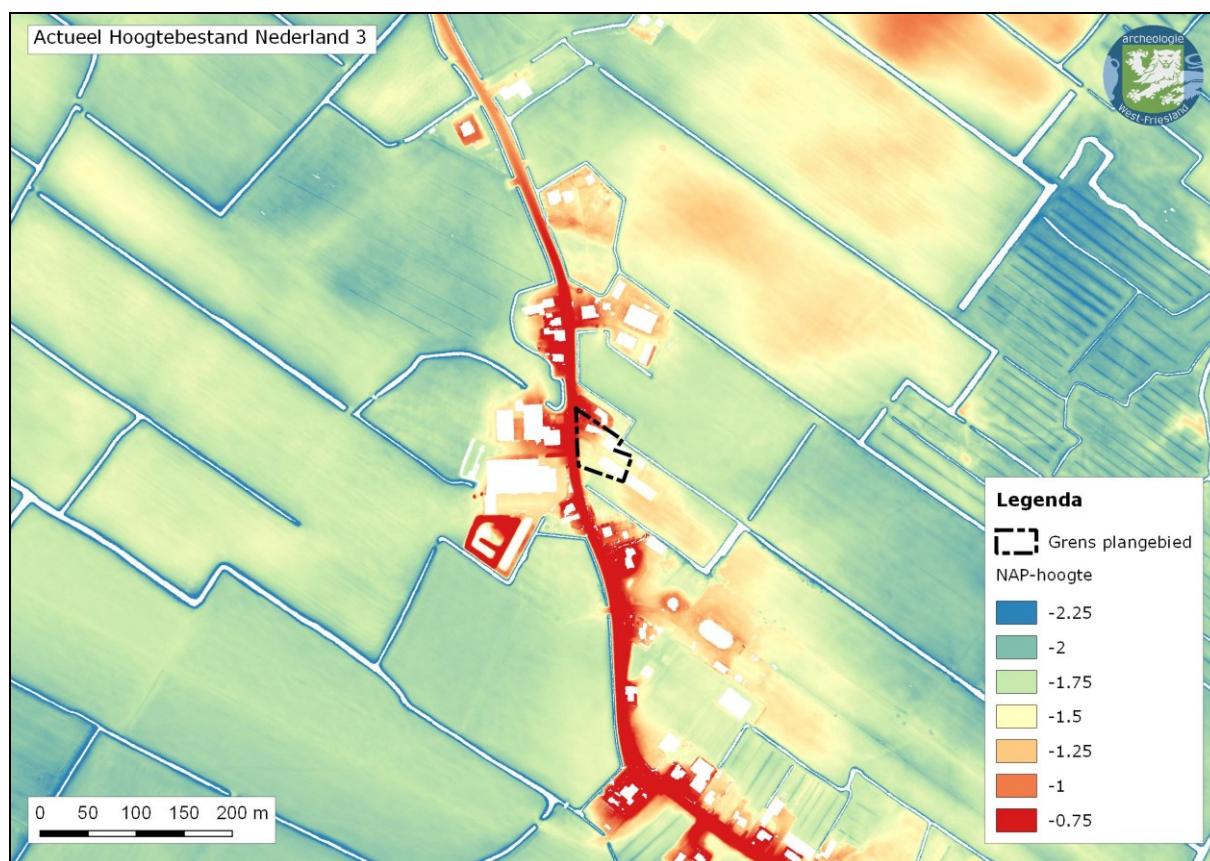 Actueel Hoogtebestand Nederland 3
archeologie
West-Friesland
Legenda
Grens plangebied
NAP-hoogte
-2.25
-2
-1.75
-1.5
-1.25
-1
-0.75
0 50 100 150 200 m